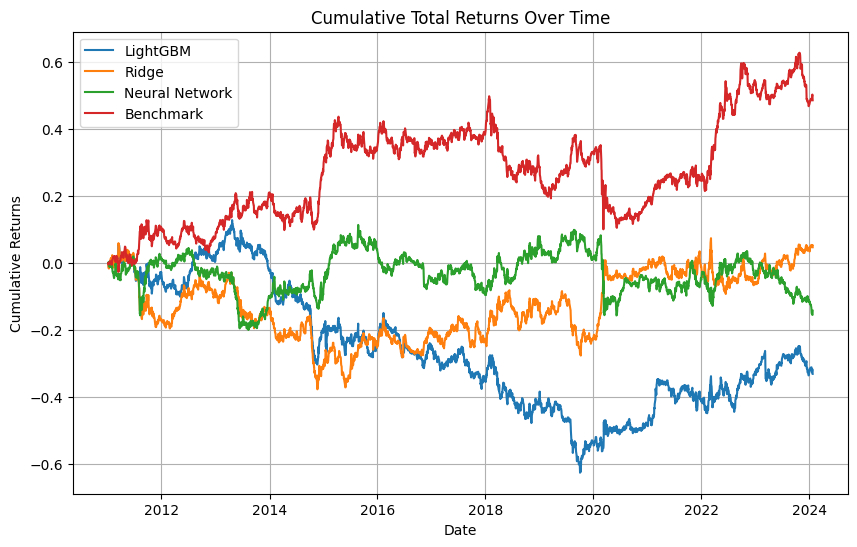 Cumulative Total Returns Over Time
LightGBM
Ridge
Neural Network
Benchmark
Cumulative Returns
0.6
0.4
0.2
0.0
−0.2
−0.4
−0.6
2012 2014 2016 2018 2020 2022 2024
Date